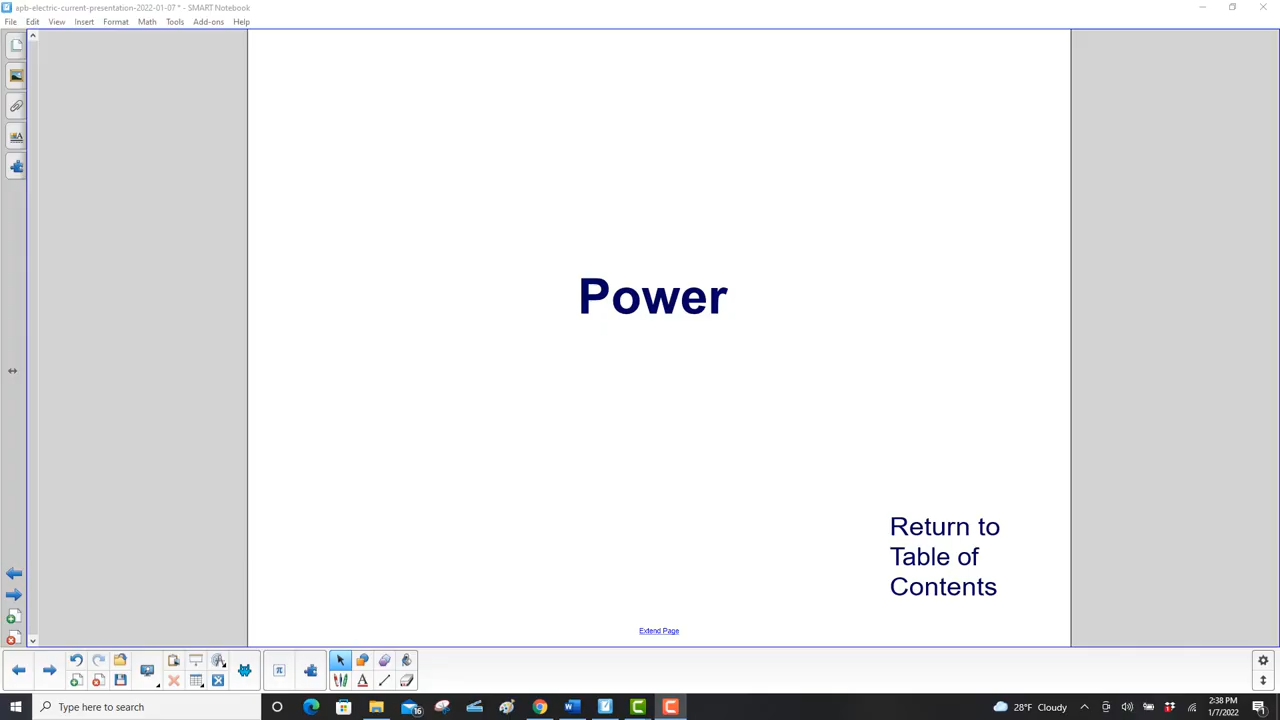 apb-electric-current-presentation-2022-01-07 * - SMART Notebook
File Edit View Insert Format Math Tools Add-ons Help
Power
Return to
Table of
Contents
Extend Page
Type here to search
16
28°F Cloudy
2:38 PM
1/7/2022